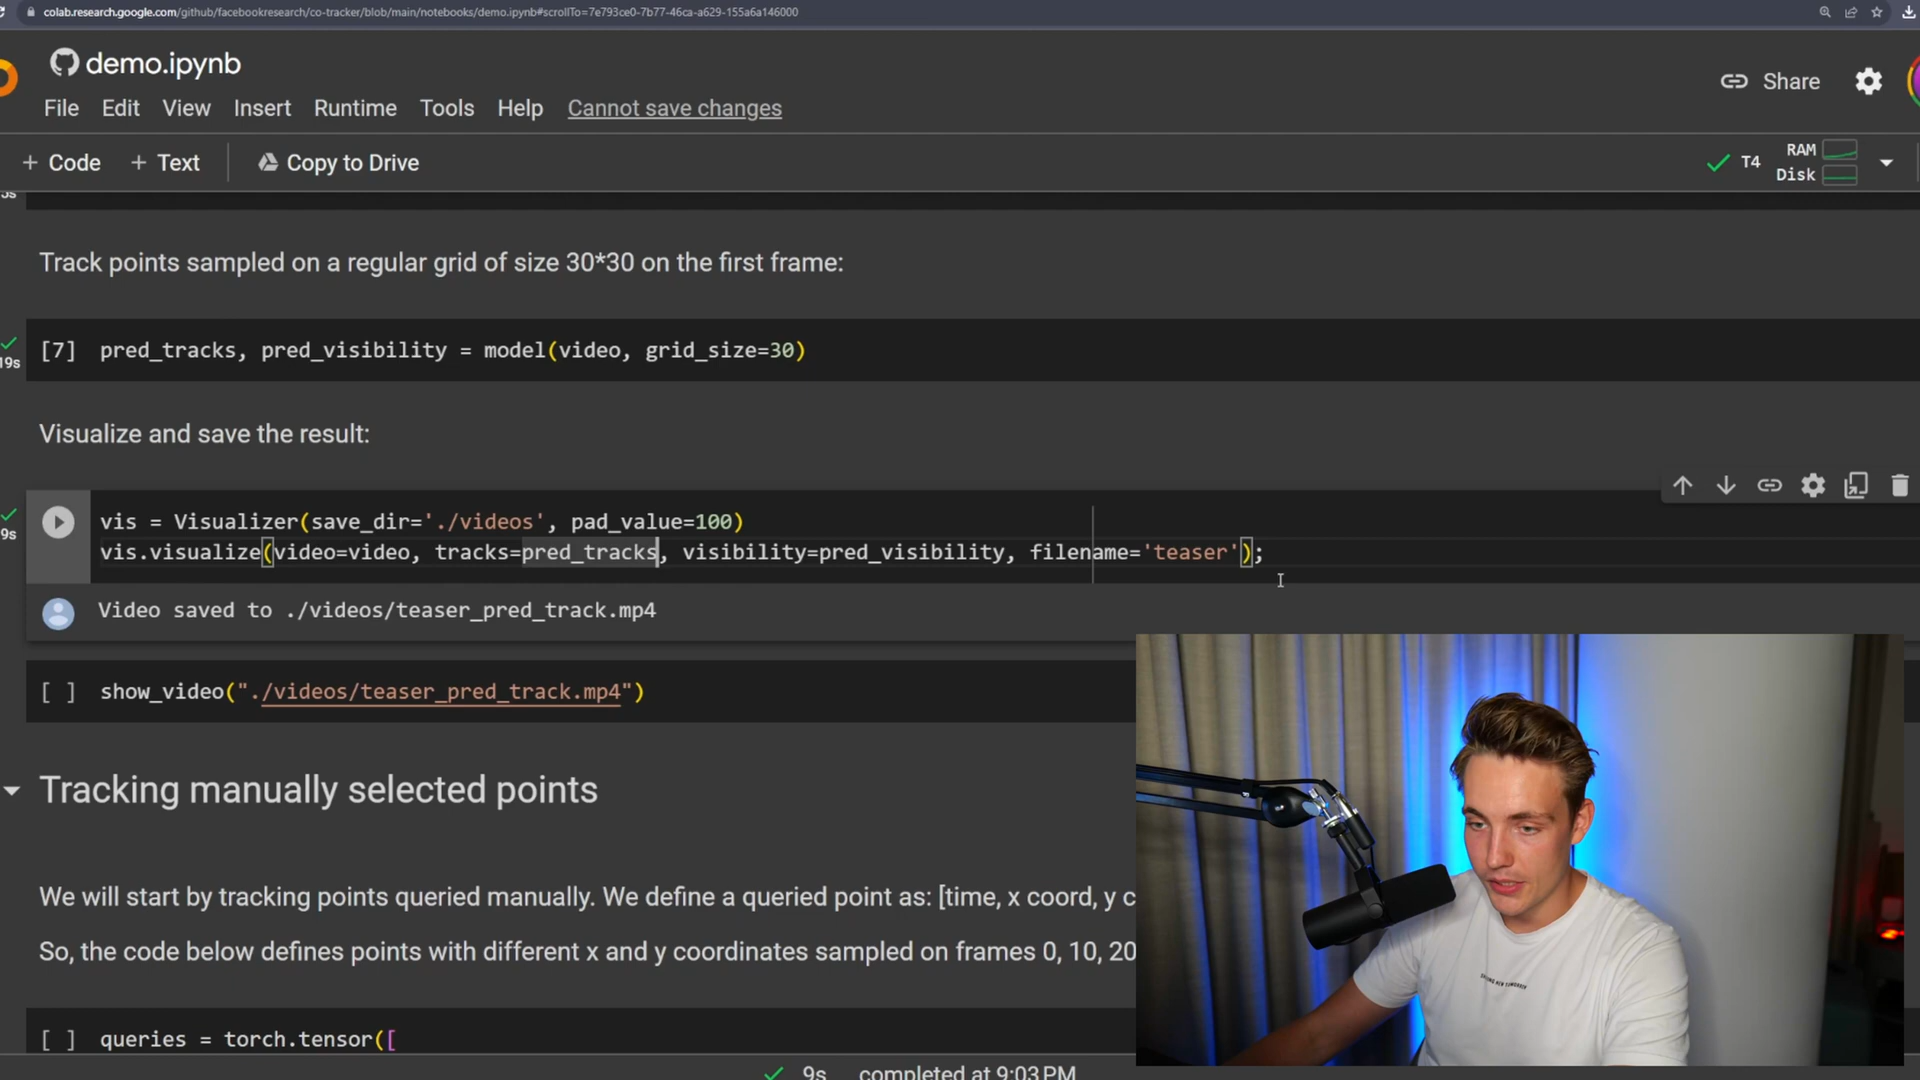 colab.research.google.com/github/facebookresearch/co-tracker/blob/main/notebooks/demo.ipynb#scrollTo=7e793ce0-7b77-46ca-a629-155a6a146000
demo.ipynb
Share
File Edit View Insert Runtime Tools Help Cannot save changes
+ Code + Text Copy to Drive
T4 RAM
Disk
Track points sampled on a regular grid of size 30*30 on the first frame:
[7] pred_tracks, pred_visibility = model(video, grid_size=30)
19s
Visualize and save the result:
vis = Visualizer(save_dir='./videos', pad_value=100)
9s
vis.visualize(video=video, tracks=pred_tracks, visibility=pred_visibility, filename='teaser');
Video saved to ./videos/teaser_pred_track.mp4
[ ] show_video("./videos/teaser_pred_track.mp4")
Tracking manually selected points
We will start by tracking points queried manually. We define a queried point as: [time, x coord, y c
So, the code below defines points with different x and y coordinates sampled on frames 0, 10, 20
[ ] queries = torch.tensor([
9s completed at 9:03 PM